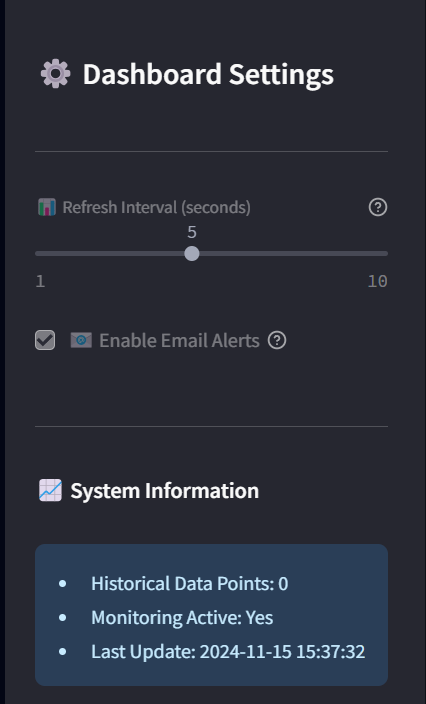 Dashboard Settings
Refresh Interval (seconds)
5
1 10
Enable Email Alerts
System Information
Historical Data Points: 0
Monitoring Active: Yes
Last Update: 2024-11-15 15:37:32